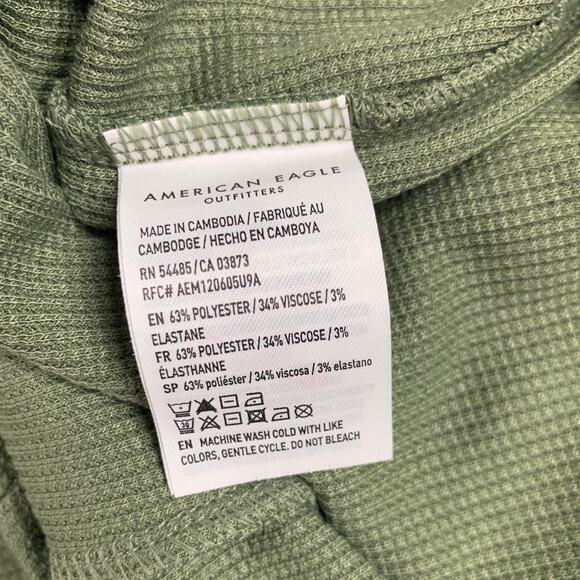 AMERICAN EAGLE
OUTFITTERS
MADE IN CAMBODIA / FABRIQUÉ AU
CAMBODGE / HECHO EN CAMBOYA
RN 54485 / CA 03873
RFC# AEM120605U9A
EN 63% POLYESTER / 34% VISCOSE / 3%
ELASTANE
FR 63% POLYESTER / 34% VISCOSE / 3%
ÉLASTHANNE
SP 63% poliéster / 34% viscosa / 3% elastano
EN MACHINE WASH COLD WITH LIKE
COLORS, GENTLE CYCLE. DO NOT BLEACH